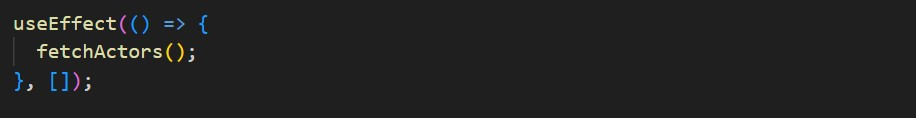 useEffect(() => {
  fetchActors();
}, []);